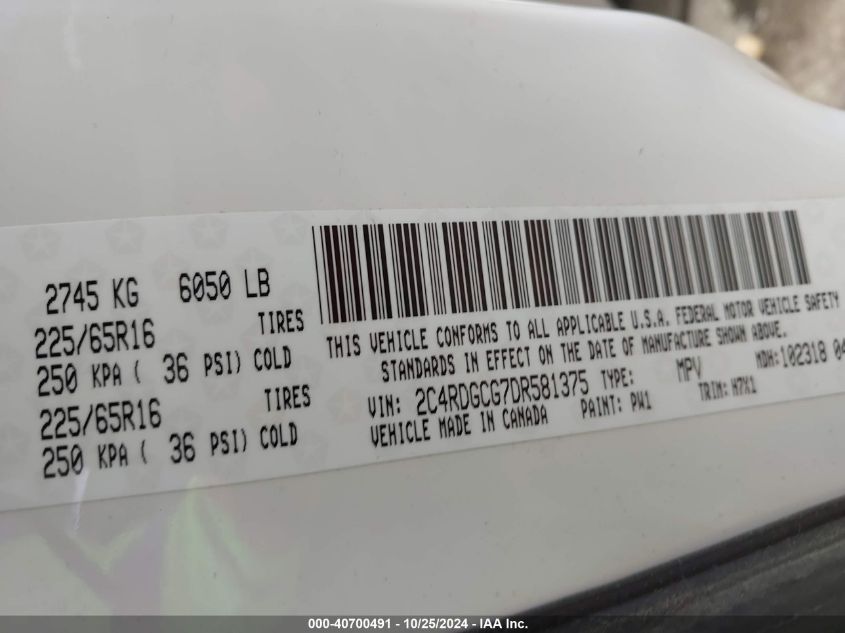 2745 KG 6050 LB
225/65R16 TIRES
250 KPA ( 36 PSI) COLD
225/65R16 TIRES
250 KPA ( 36 PSI) COLD
THIS VEHICLE CONFORMS TO ALL APPLICABLE U.S.A. FEDERAL MOTOR VEHICLE SAFETY
STANDARDS IN EFFECT ON THE DATE OF MANUFACTURE SHOWN ABOVE.
VIN: 2C4RDGCG7DR581375 TYPE: MPV MDH:102318 04
VEHICLE MADE IN CANADA PAINT: PW1 TRIM: H7X1
000-40700491 - 10/25/2024 - IAA Inc.